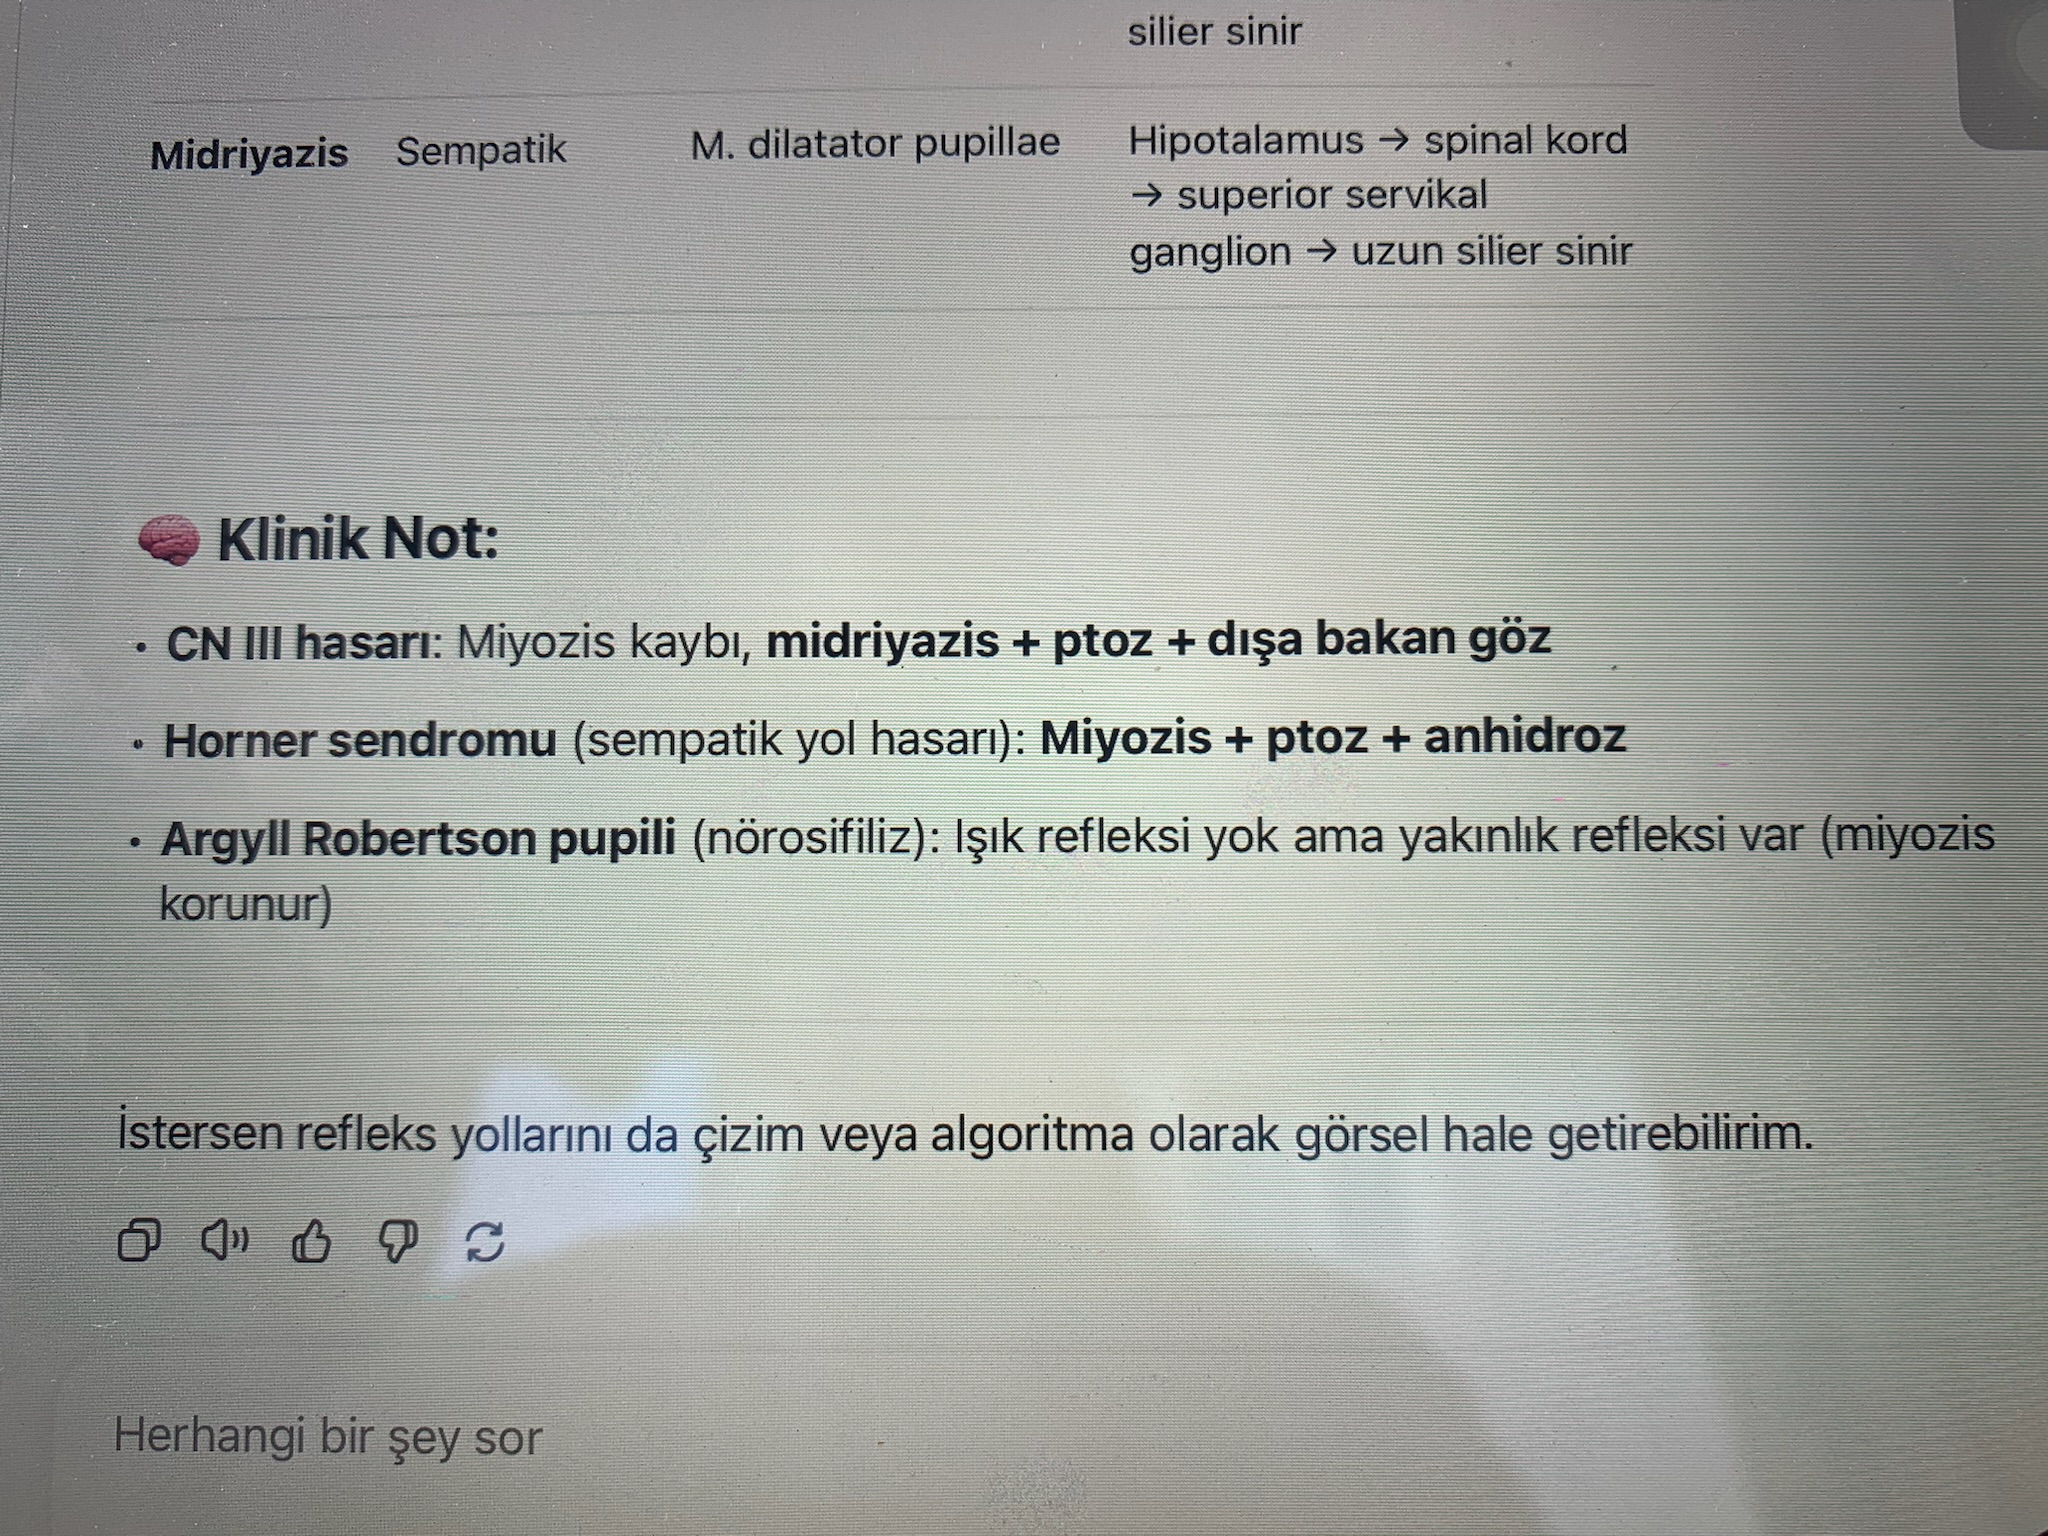 silier sinir
Midriyazis Sempatik M. dilatator pupillae Hipotalamus → spinal kord
→ superior servikal
ganglion → uzun silier sinir
🧠 Klinik Not:
• CN III hasarı: Miyozis kaybı, midriyazis + ptoz + dışa bakan göz
• Horner sendromu (sempatik yol hasarı): Miyozis + ptoz + anhidroz
• Argyll Robertson pupili (nörosifiliz): Işık refleksi yok ama yakınlık refleksi var (miyozis
korunur)
İstersen refleks yollarını da çizim veya algoritma olarak görsel hale getirebilirim.
Herhangi bir şey sor